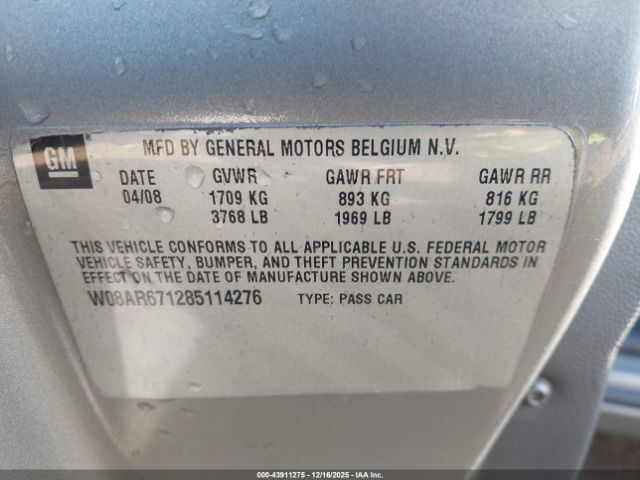 GM
MFD BY GENERAL MOTORS BELGIUM N.V.
DATE GVWR GAWR FRT GAWR RR
04/08 1709 KG 893 KG 816 KG
3768 LB 1969 LB 1799 LB
THIS VEHICLE CONFORMS TO ALL APPLICABLE U.S. FEDERAL MOTOR
VEHICLE SAFETY, BUMPER, AND THEFT PREVENTION STANDARDS IN
EFFECT ON THE DATE OF MANUFACTURE SHOWN ABOVE.
W08AR671285114276 TYPE: PASS CAR
000-43911275 - 12/16/2025 - IAA Inc.